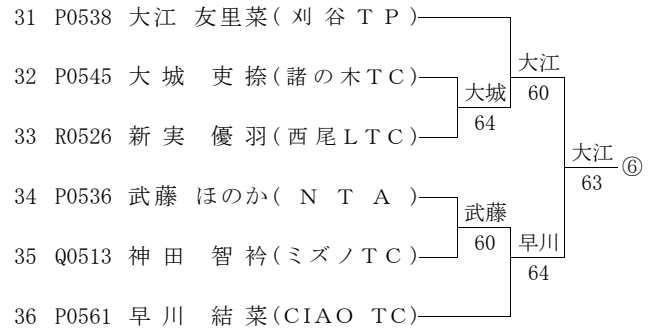 31 P0538 大江 友里菜(刈谷TP)
大江
32 P0545 大城 吏捺(諸の木TC)
大城
60
64
33 R0526 新実 優羽(西尾LTC)
大江
⑥
63
34 P0536 武藤 ほのか(NTA)
武藤
60
早川
35 Q0513 神田 智衿(ミズノTC)
64
36 P0561 早川 結菜(CIAO TC)